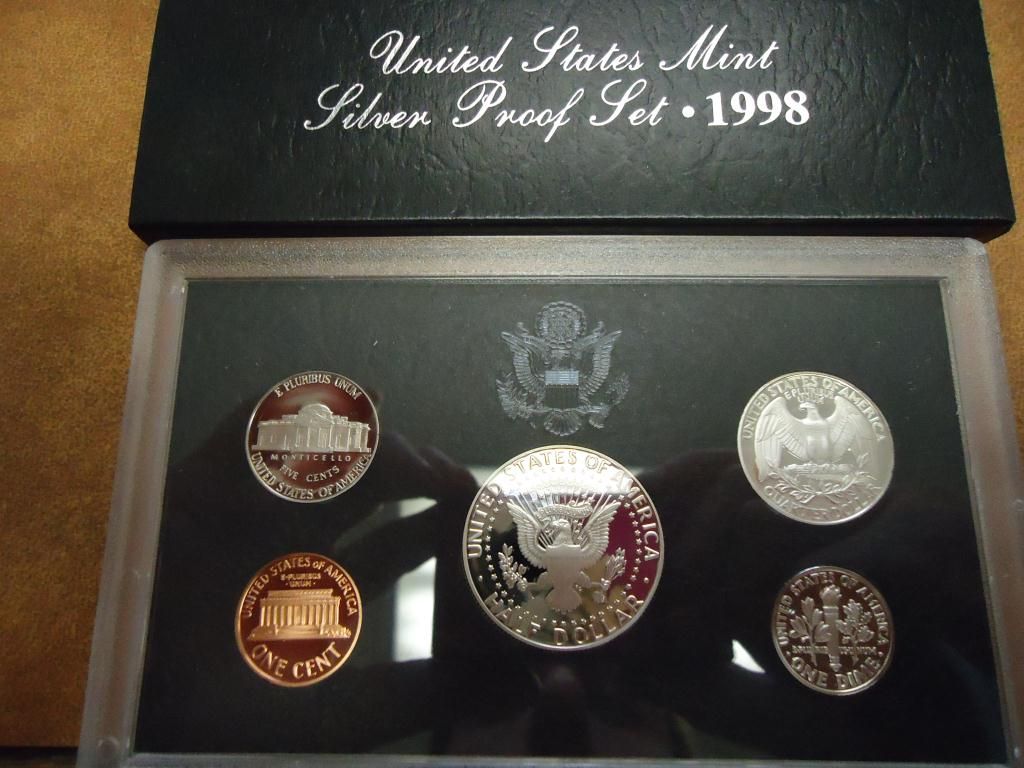 United States Mint
Silver Proof Set • 1998
E PLURIBUS UNUM
MONTICELLO
FIVE CENTS
UNITED STATES OF AMERICA
UNITED STATES OF AMERICA
HALF DOLLAR
UNITED STATES OF AMERICA
E PLURIBUS
UNUM
QUARTER DOLLAR
UNITED STATES OF AMERICA
E·PLURIBUS
·UNUM·
ONE CENT
UNITED STATES OF AMERICA
ONE DIME